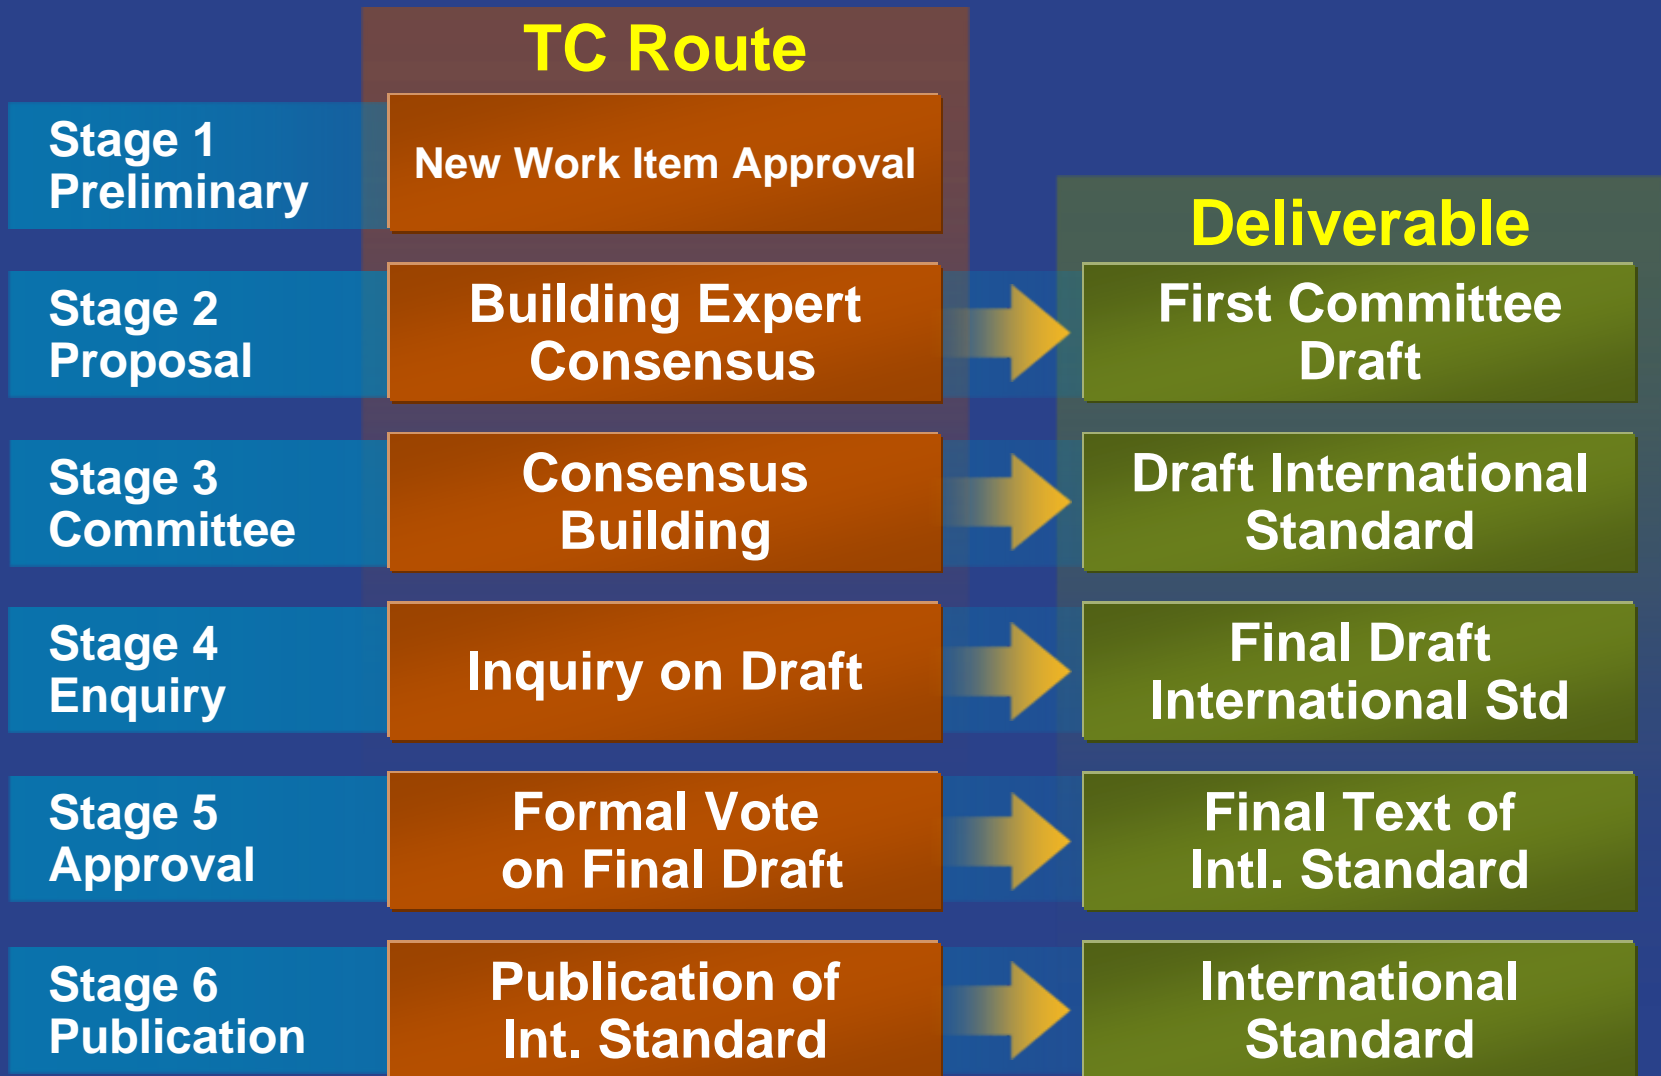 TC Route
Stage 1
Preliminary
New Work Item Approval
Deliverable
Stage 2
Proposal
Building Expert
Consensus
First Committee
Draft
Stage 3
Committee
Consensus
Building
Draft International
Standard
Stage 4
Enquiry
Inquiry on Draft
Final Draft
International Std
Stage 5
Approval
Formal Vote
on Final Draft
Final Text of
Intl. Standard
Stage 6
Publication
Publication of
Int. Standard
International
Standard